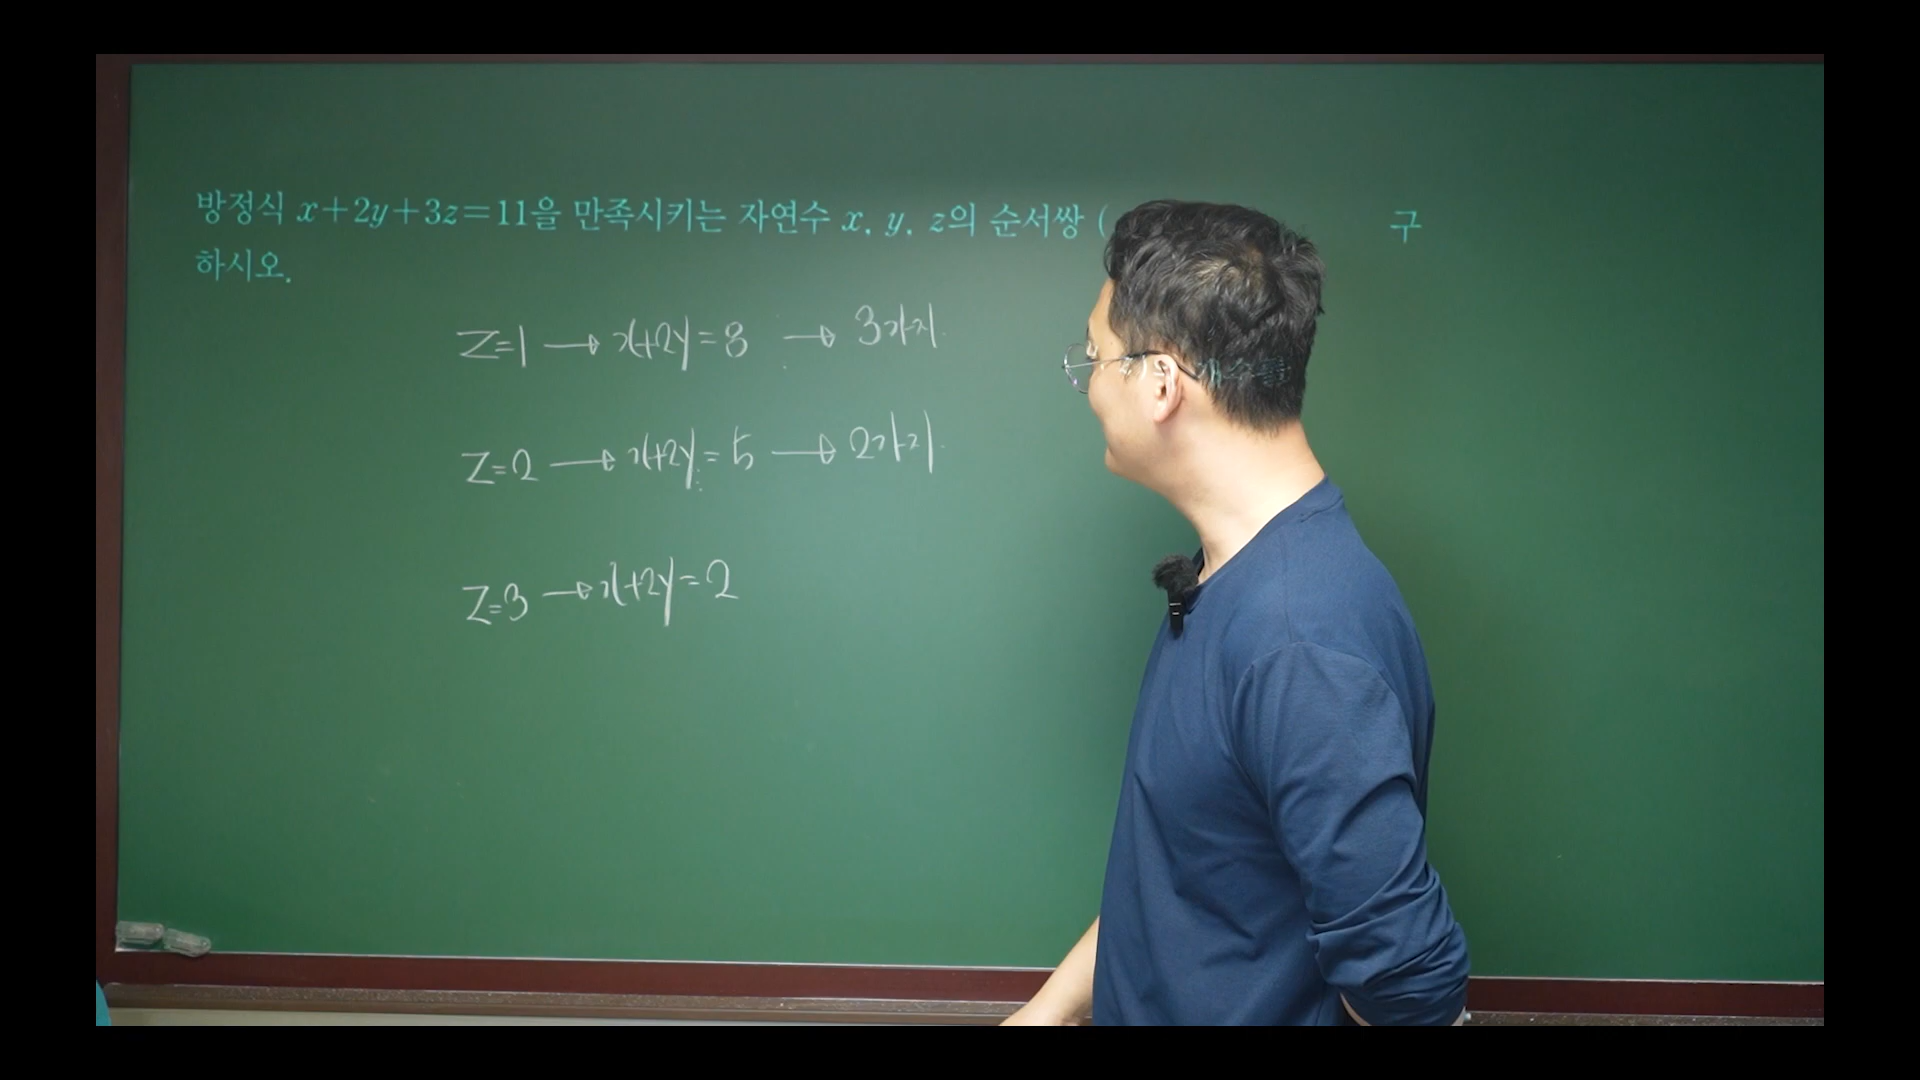 방정식 x+2y+3z=11을 만족시키는 자연수 x, y, z의 순서쌍 ( 구
하시오.
Z=1 → x+2y=8 → 3가지.
Z=2 → x+2y=5 → 2가지.
Z=3 → x+2y=2